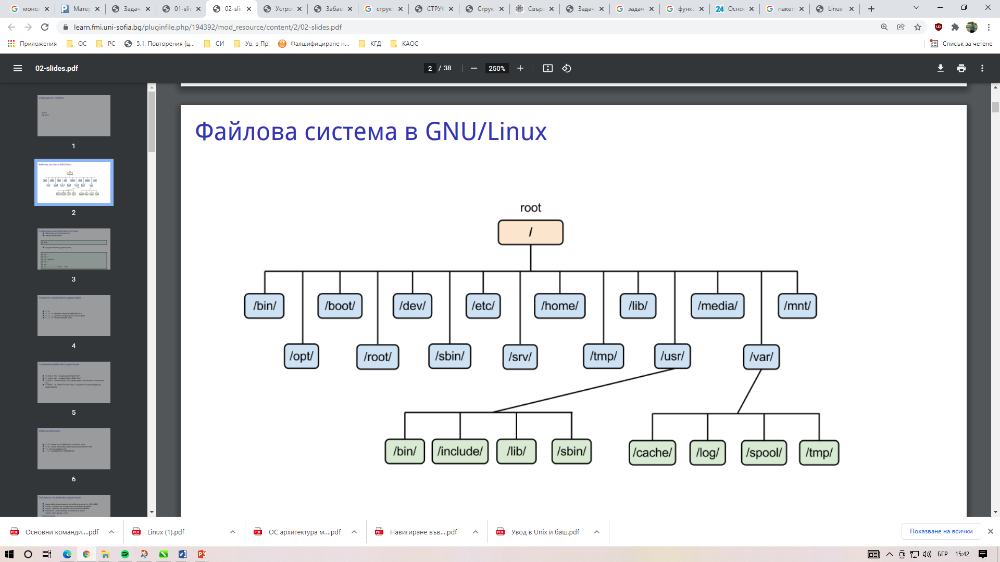 монол
Матер
Задач
01-slid
02-slid
Устро
Забав
структ
СТРУК
Структ
Свърз
Задач
задач
функц
24 Основ
пакет
Linux
learn.fmi.uni-sofia.bg/pluginfile.php/194392/mod_resource/content/2/02-slides.pdf
Приложения
ОС
РС
5.1. Повторения (ц...
СИ
Ув. в Пр.
Фалшифициране н...
КГД
КАОС
Списък за четене
02-slides.pdf
2 / 38
250%
1
2
3
4
5
6
Файлова система в GNU/Linux
root
/
/bin/ /boot/ /dev/ /etc/ /home/ /lib/ /media/ /mnt/
/opt/ /root/ /sbin/ /srv/ /tmp/ /usr/ /var/
/bin/ /include/ /lib/ /sbin/ /cache/ /log/ /spool/ /tmp/
Основни команди....pdf
Linux (1).pdf
ОС архитектура м....pdf
Навигиране във....pdf
Увод в Unix и баш.pdf
Показване на всички
БГР
15:42